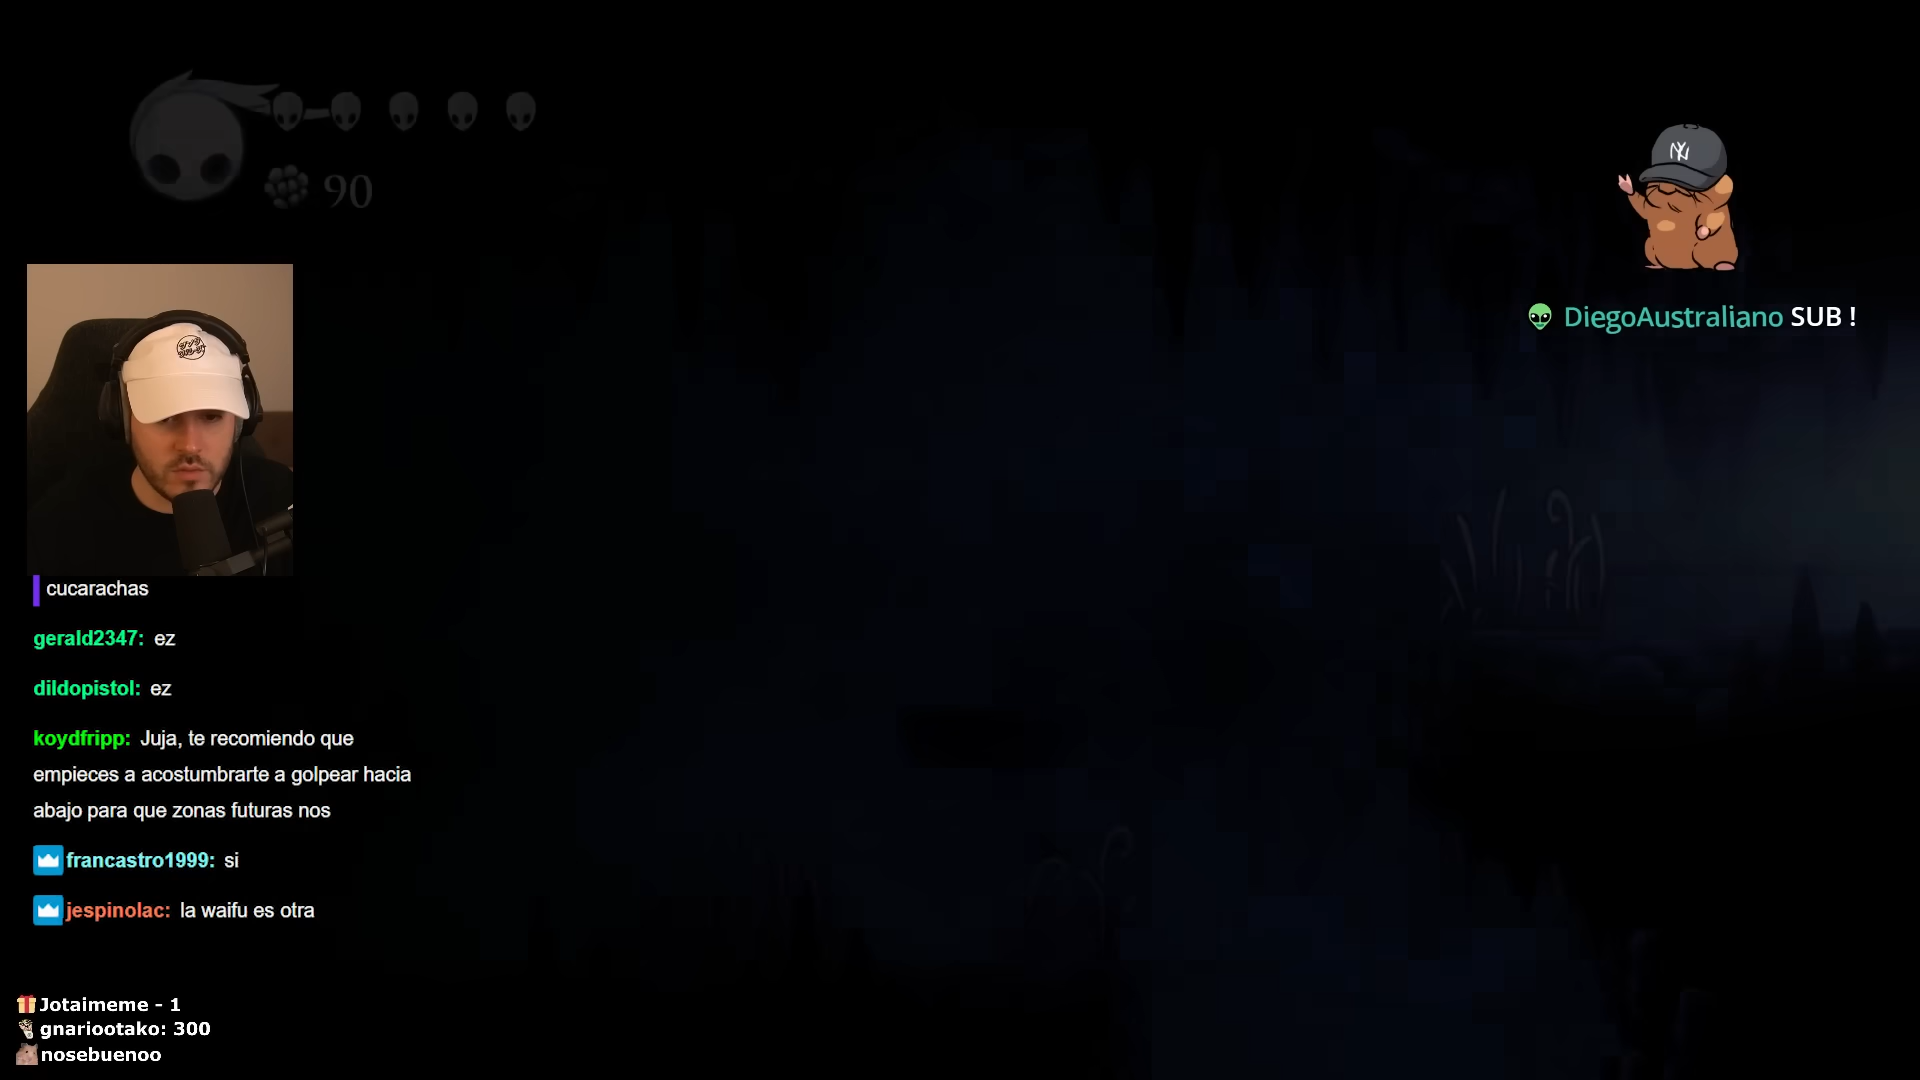 90
NY
DiegoAustraliano SUB !
cucarachas
gerald2347: ez
dildopistol: ez
koydfripp: Juja, te recomiendo que
empieces a acostumbrarte a golpear hacia
abajo para que zonas futuras nos
francastro1999: si
jespinolac: la waifu es otra
Jotaimeme - 1
gnariootako: 300
nosebuenoo